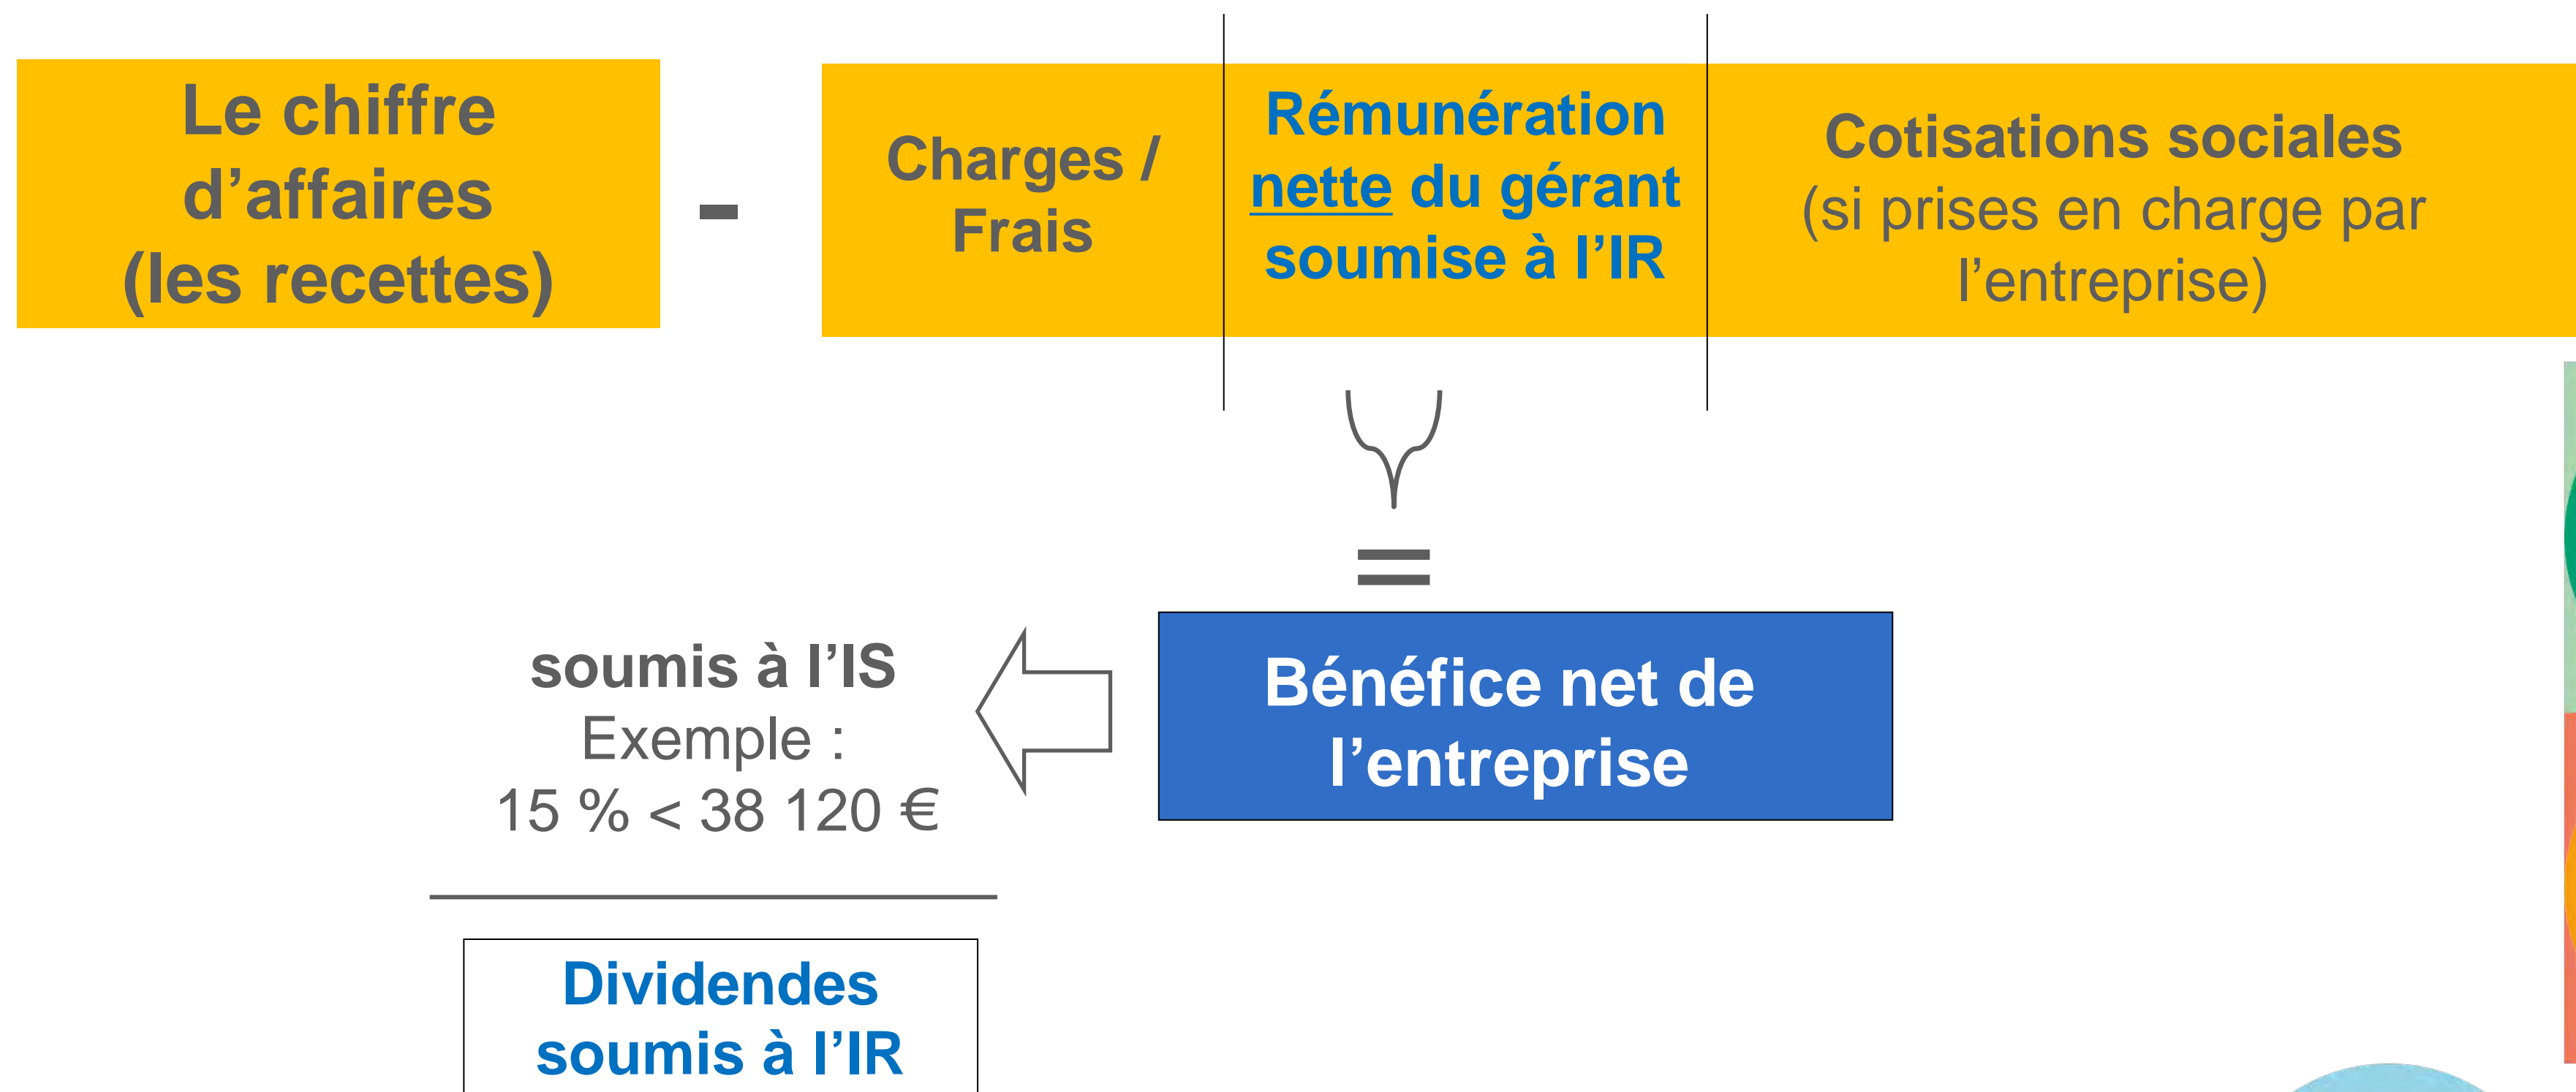 Le chiffre
d’affaires
(les recettes)
-
Charges /
Frais
Rémunération
nette du gérant
soumise à l’IR
Cotisations sociales
(si prises en charge par
l’entreprise)
=
Bénéfice net de
l’entreprise
soumis à l’IS
Exemple :
15 % < 38 120 €
Dividendes
soumis à l’IR